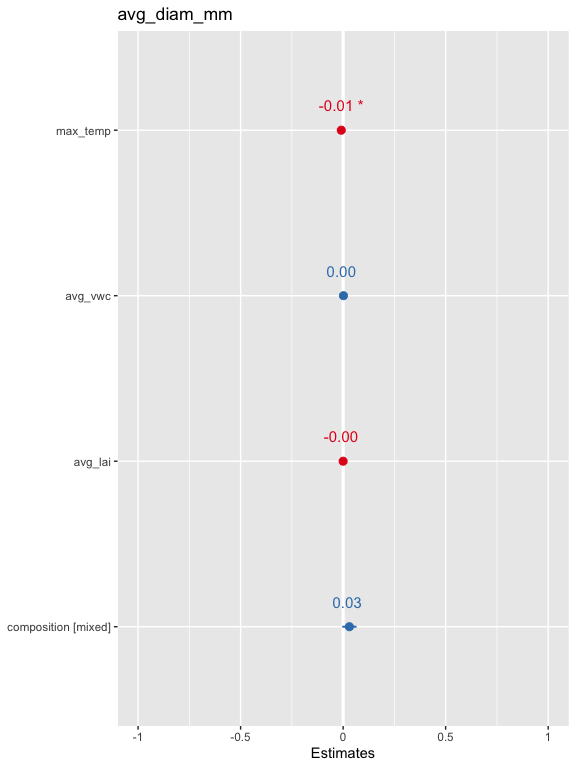 avg_diam_mm
-0.01 *
max_temp
0.00
avg_vwc
-0.00
avg_lai
0.03
composition [mixed]
-1 -0.5 0 0.5 1
Estimates